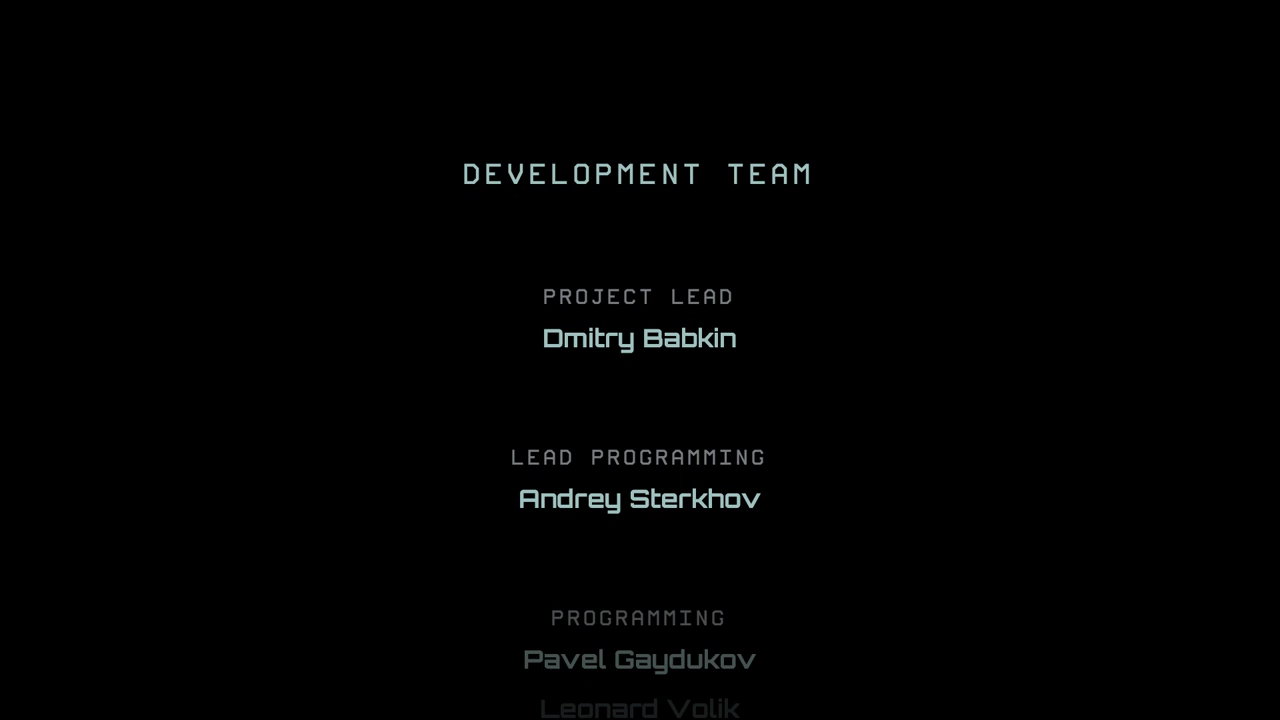 DEVELOPMENT TEAM
PROJECT LEAD
Dmitry Babkin
LEAD PROGRAMMING
Andrey Sterkhov
PROGRAMMING
Pavel Gaydukov
Leonard Volik